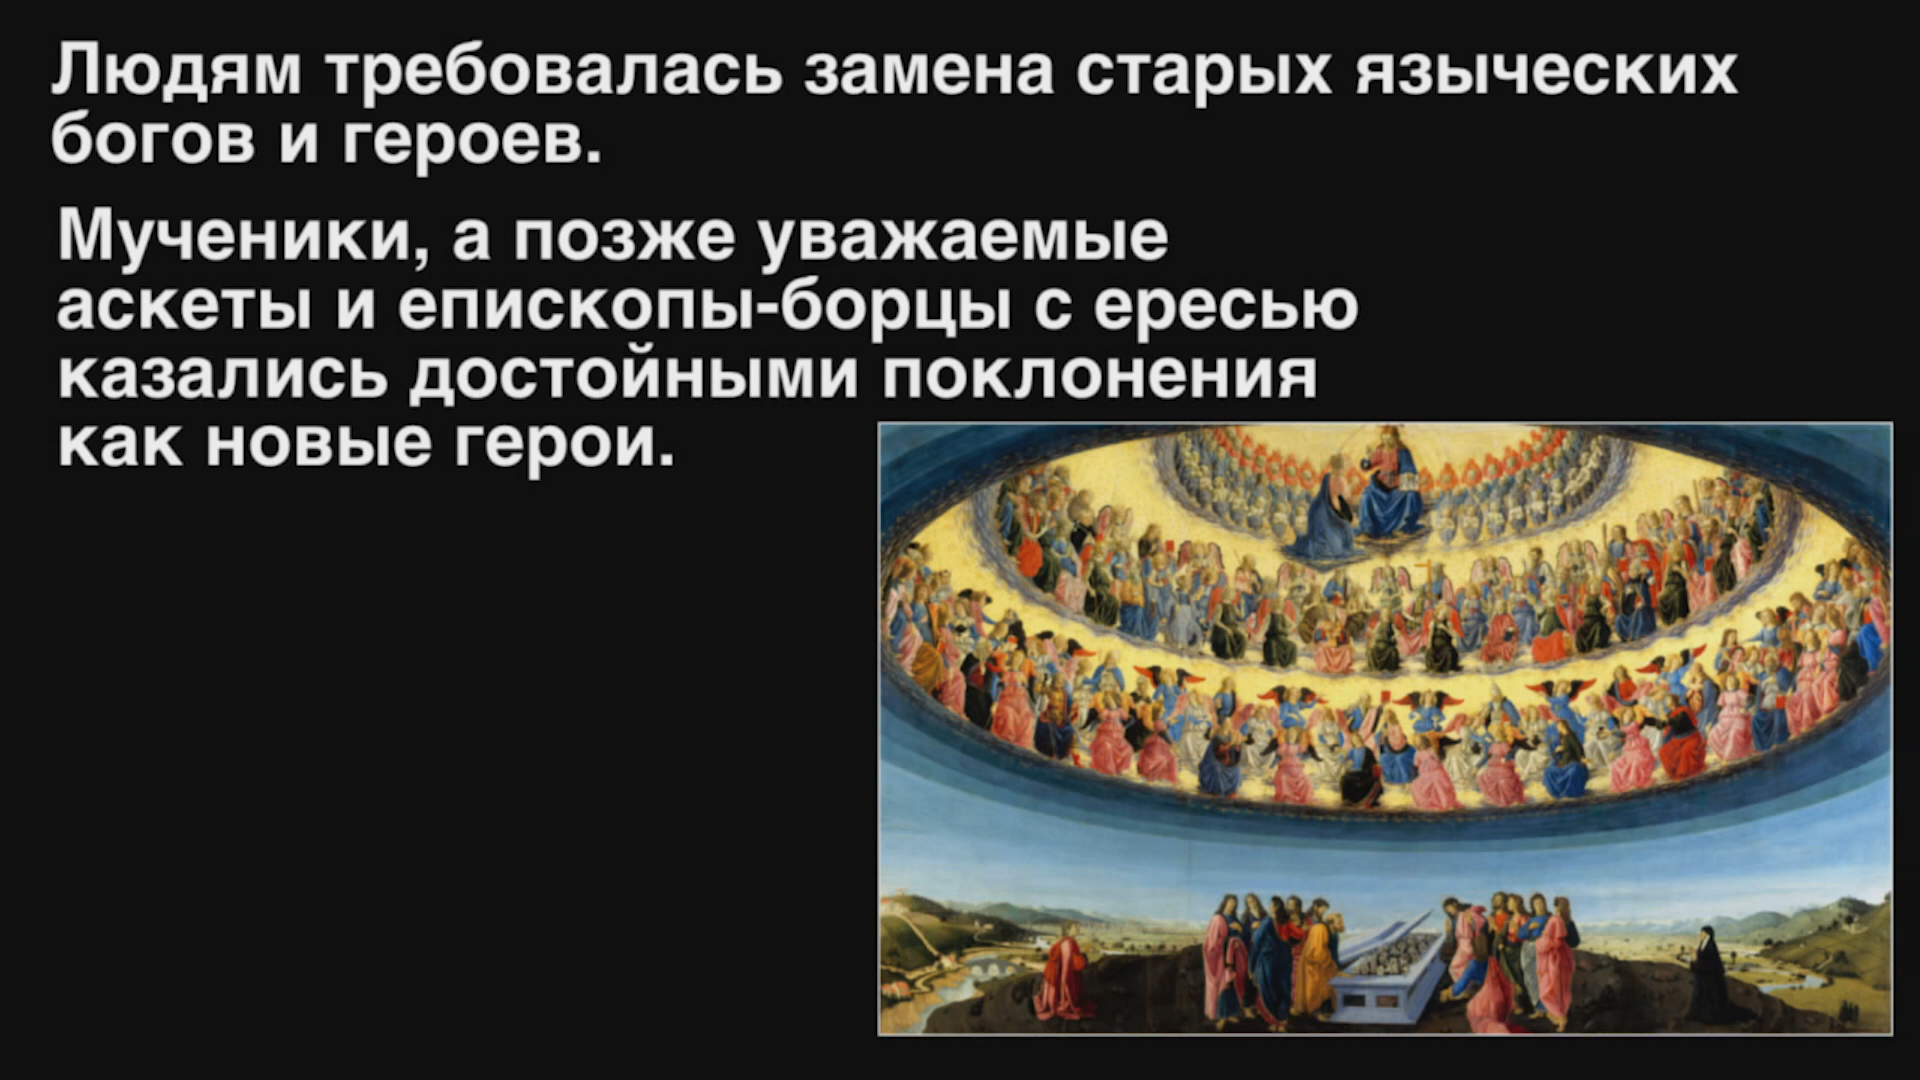 Людям требовалась замена старых языческих
богов и героев.
Мученики, а позже уважаемые
аскеты и епископы-борцы с ересью
казались достойными поклонения
как новые герои.